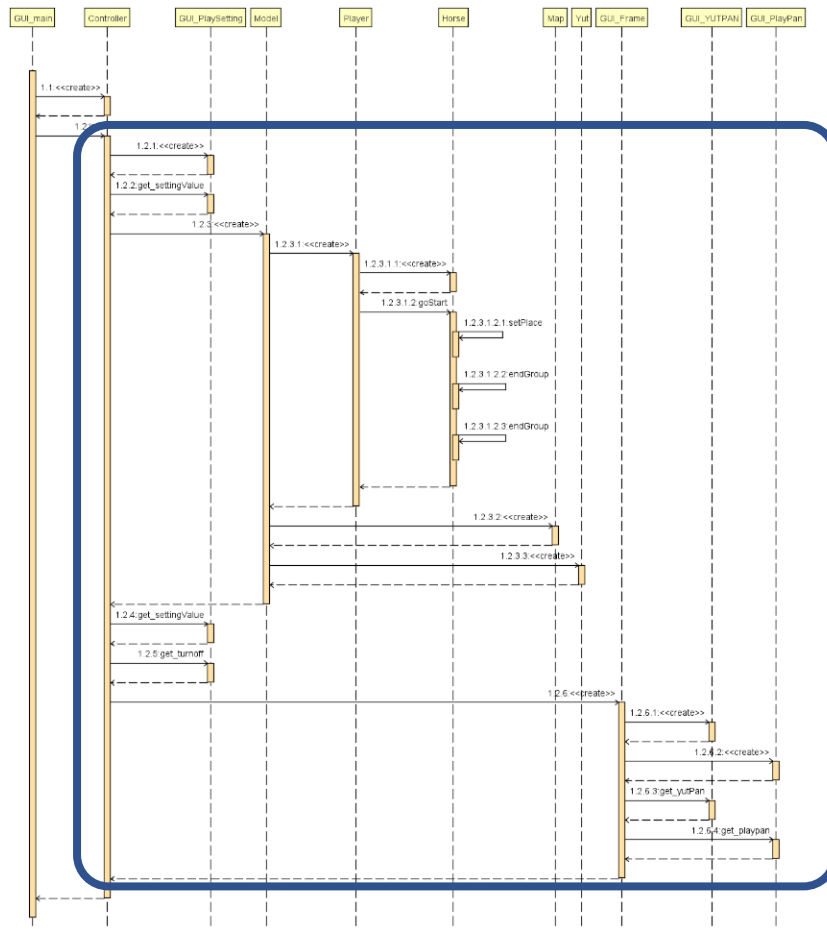 GUI_main Controller GUI_PlaySetting Model Player Horse Map Yut GUI_Frame GUI_YUTPAN GUI_PlayPan
1.1:<<create>>
1.2:
1.2.1:<<create>>
1.2.2:get_settingValue
1.2.3:<<create>>
1.2.3.1:<<create>>
1.2.3.1.1:<<create>>
1.2.3.1.2:goStart
1.2.3.1.2.1:setPlace
1.2.3.1.2.2:endGroup
1.2.3.1.2.3:endGroup
1.2.3.2:<<create>>
1.2.3.3:<<create>>
1.2.4:get_settingValue
1.2.5:get_turnoff
1.2.6:<<create>>
1.2.6.1:<<create>>
1.2.6.2:<<create>>
1.2.6.3:get_yutPan
1.2.6.4:get_playpan